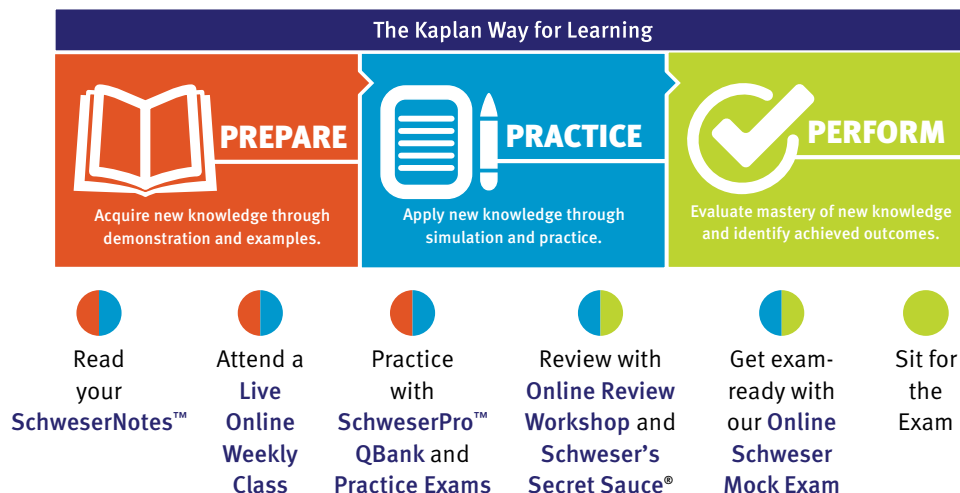 The Kaplan Way for Learning
PREPARE
Acquire new knowledge through
demonstration and examples.
PRACTICE
Apply new knowledge through
simulation and practice.
PERFORM
Evaluate mastery of new knowledge
and identify achieved outcomes.
Read
your
SchweserNotes™
Attend a
Live
Online
Weekly
Class
Practice
with
SchweserPro™
QBank and
Practice Exams
Review with
Online Review
Workshop and
Schweser’s
Secret Sauce®
Get exam-
ready with
our Online
Schweser
Mock Exam
Sit for
the
Exam